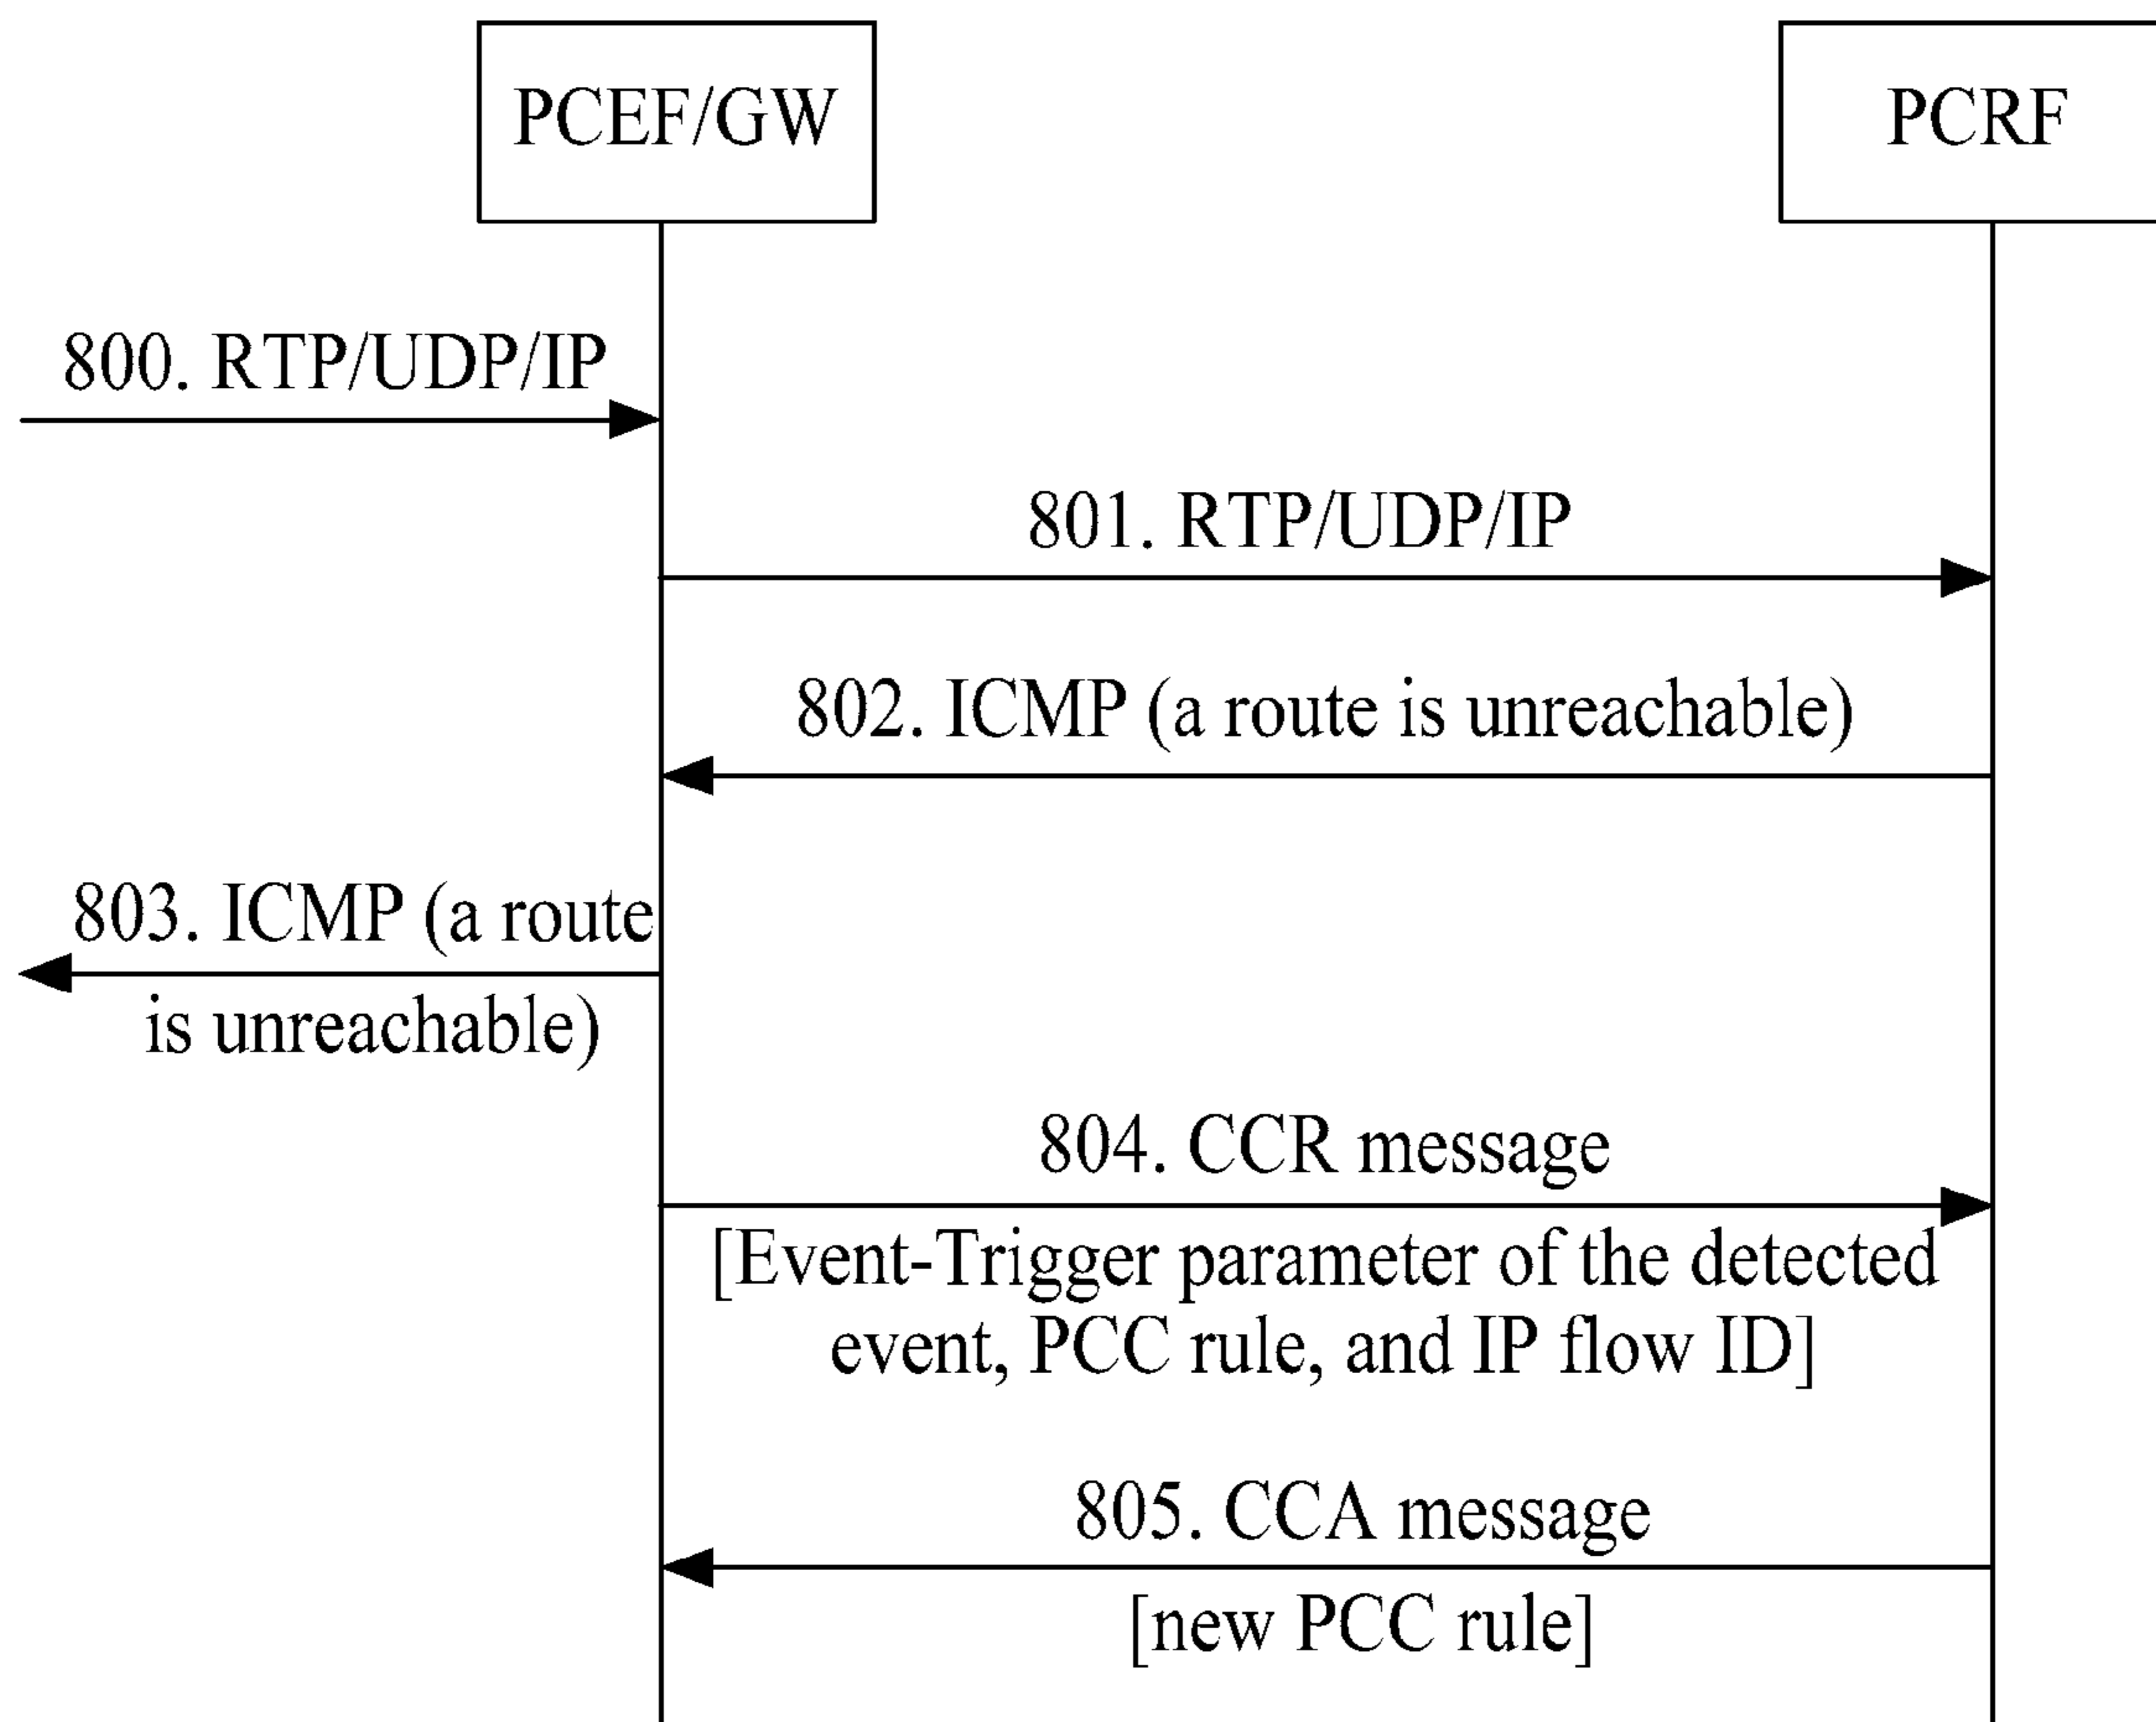 PCEF/GW
PCRF
800. RTP/UDP/IP
801. RTP/UDP/IP
802. ICMP (a route is unreachable)
803. ICMP (a route
is unreachable)
804. CCR message
[Event-Trigger parameter of the detected
event, PCC rule, and IP flow ID]
805. CCA message
[new PCC rule]